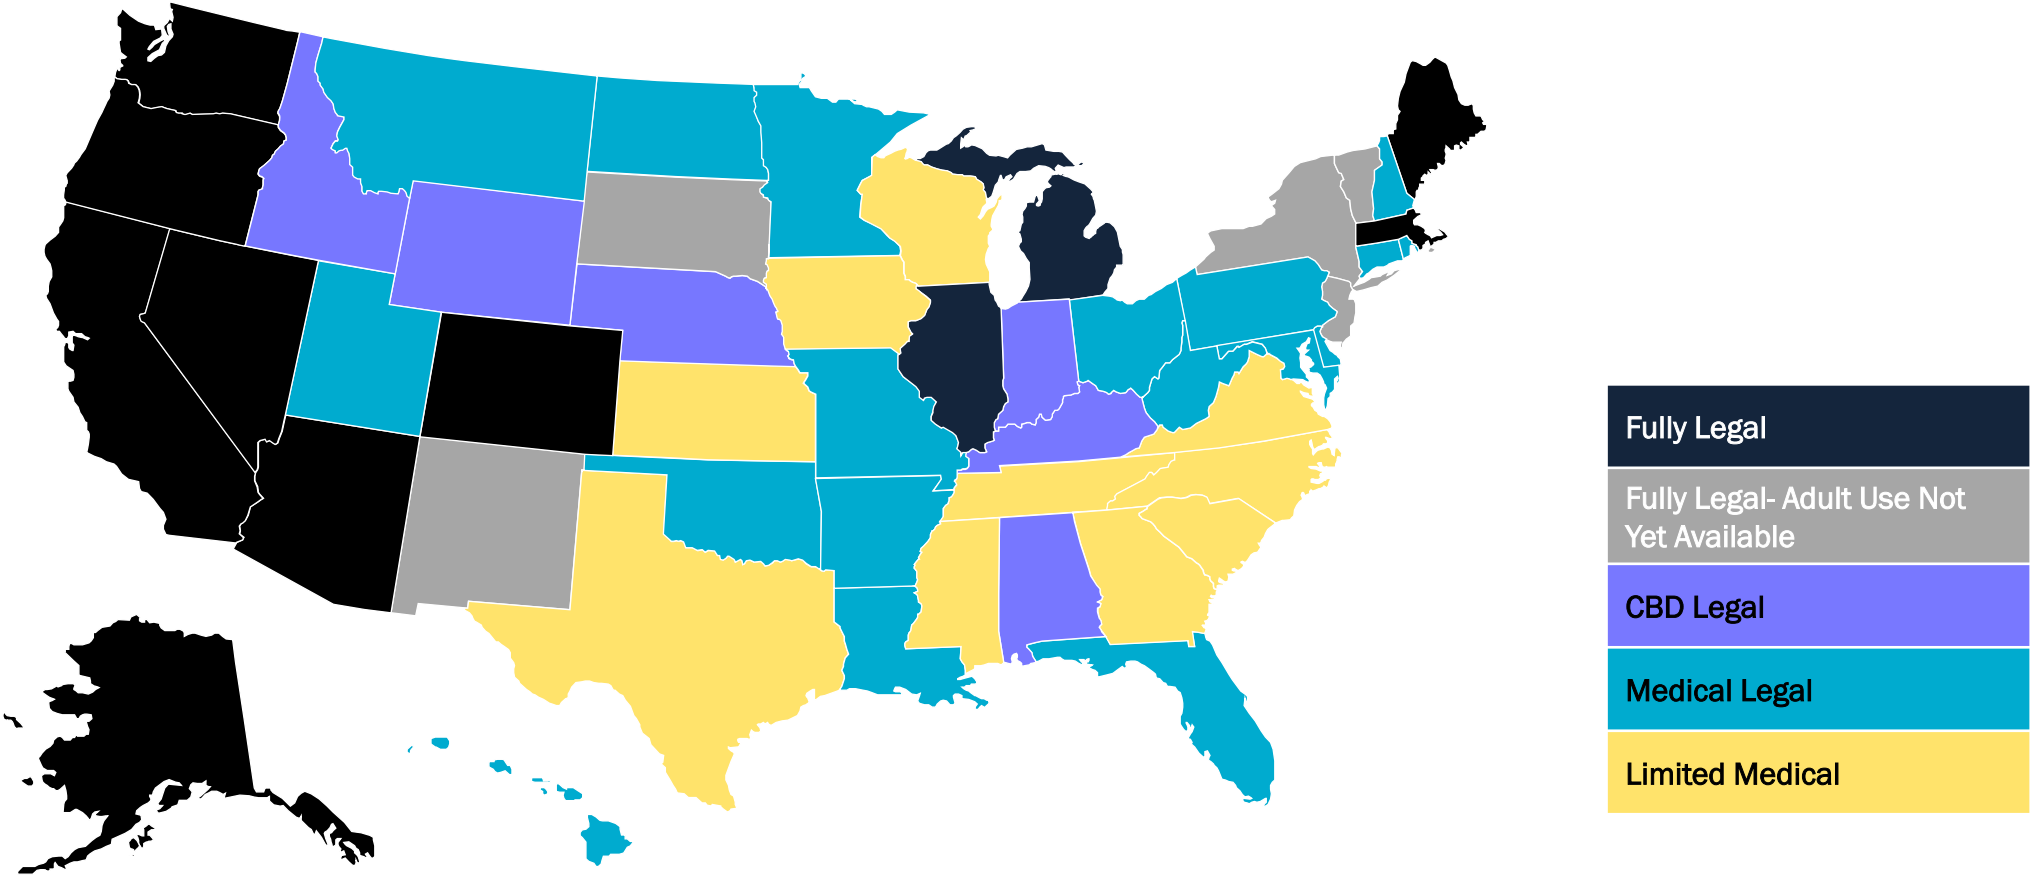 Fully Legal
Fully Legal- Adult Use Not
Yet Available
CBD Legal
Medical Legal
Limited Medical